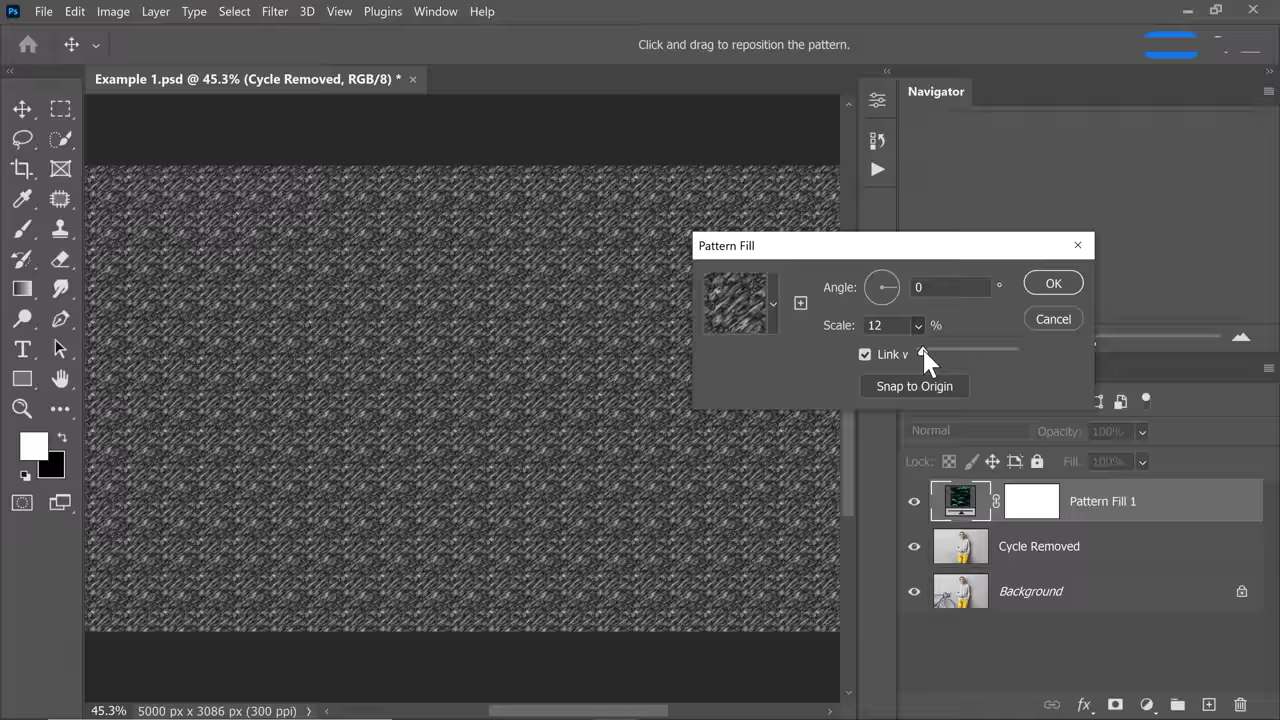 Ps File Edit Image Layer Type Select Filter 3D View Plugins Window Help
Click and drag to reposition the pattern.
Example 1.psd @ 45.3% (Cycle Removed, RGB/8) *
Navigator
Pattern Fill
Angle: 0 °
OK
Scale: 12 %
Cancel
Link
Snap to Origin
Normal Opacity: 100%
Lock: Fill: 100%
Pattern Fill 1
Cycle Removed
Background
45.3% 5000 px x 3086 px (300 ppi)
fx